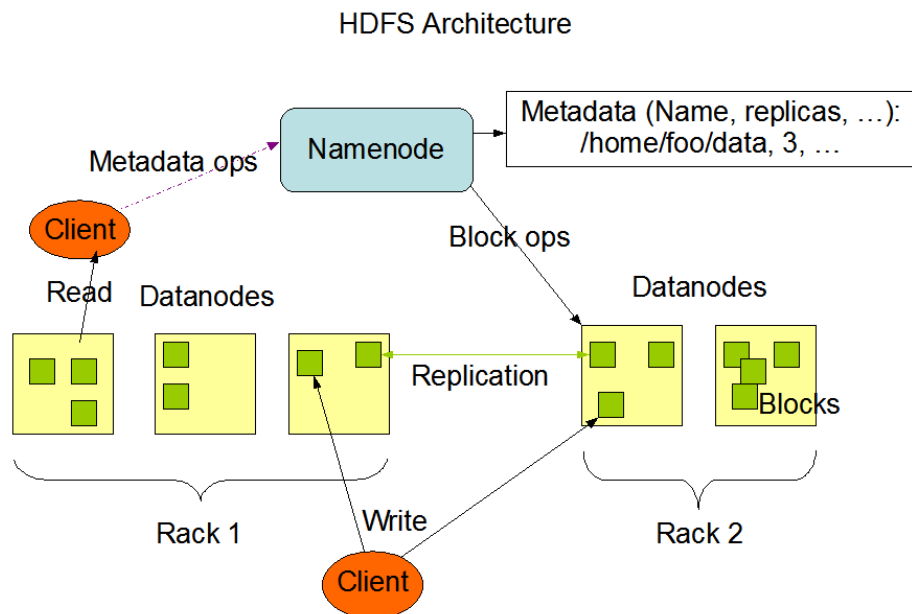 HDFS Architecture
Metadata (Name, replicas, …):
/home/foo/data, 3, …
Namenode
Metadata ops
Client
Block ops
Read
Datanodes
Datanodes
Replication
Blocks
Rack 1
Write
Rack 2
Client